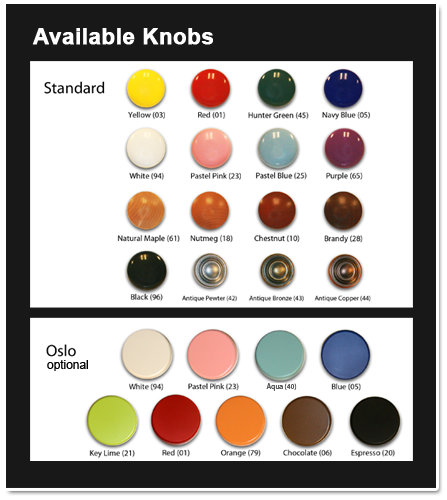 Available Knobs
Standard
Yellow (03) Red (01) Hunter Green (45) Navy Blue (05)
White (94) Pastel Pink (23) Pastel Blue (25) Purple (65)
Natural Maple (61) Nutmeg (18) Chestnut (10) Brandy (28)
Black (96) Antique Pewter (42) Antique Bronze (43) Antique Copper (44)
Oslo
optional
White (94) Pastel Pink (23) Aqua (40) Blue (05)
Key Lime (21) Red (01) Orange (79) Chocolate (06) Espresso (20)